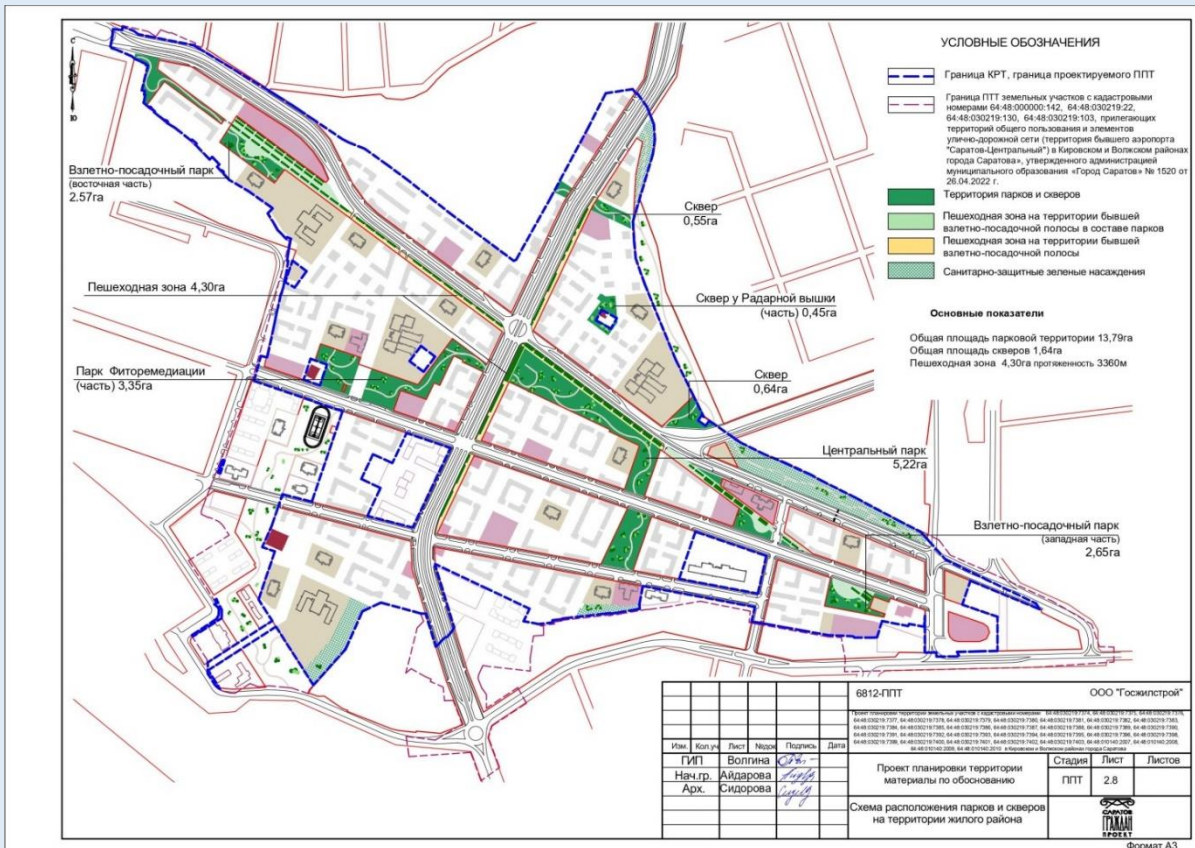 С
Ю
УСЛОВНЫЕ ОБОЗНАЧЕНИЯ
Граница КРТ, граница проектируемого ППТ
Граница ПТТ земельных участков с кадастровыми
номерами 64:48:000000:142, 64:48:030219:22,
64:48:030219:130, 64:48:030219:103, прилегающих
территорий общего пользования и элементов
улично-дорожной сети (территория бывшего аэропорта
"Саратов-Центральный") в Кировском и Волжском районах
города Саратова», утвержденного администрацией
муниципального образования «Город Саратов» № 1520 от
26.04.2022 г.
Территория парков и скверов
Пешеходная зона на территории бывшей
взлетно-посадочной полосы в составе парков
Пешеходная зона на территории бывшей
взлетно-посадочной полосы
Санитарно-защитные зеленые насаждения
Основные показатели
Общая площадь парковой территории 13,79га
Общая площадь скверов 1,64га
Пешеходная зона 4,30га протяженность 3360м
Взлетно-посадочный парк
(восточная часть)
2.57га
Пешеходная зона 4,30га
Парк Фиторемедиации
(часть) 3,35га
Сквер
0,55га
Сквер у Радарной вышки
(часть) 0,45га
Сквер
0,64га
Центральный парк
5,22га
Взлетно-посадочный парк
(западная часть)
2,65га
6812-ППТ
ООО "Госжилстрой"
Изм. Кол.уч Лист №док Подпись Дата
ГИП Волгина
Нач.гр. Айдарова
Арх. Сидорова
Проект планировки территории
материалы по обоснованию
Стадия Лист Листов
ППТ 2.8
Схема расположения парков и скверов
на территории жилого района
САРАТОВ
ГРАЖДАН
ПРОЕКТ
Формат А3